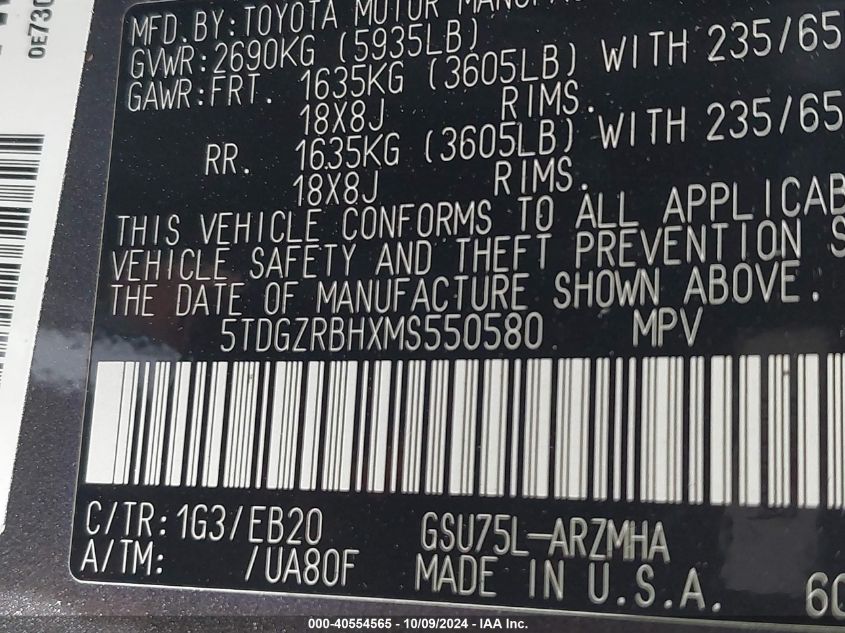 MFD.BY:TOYOTA MOTOR
GVWR:2690KG (5935LB)
GAWR:FRT. 1635KG (3605LB) WITH 235/65
18X8J RIMS.
RR. 1635KG (3605LB) WITH 235/65
18X8J RIMS.
THIS VEHICLE CONFORMS TO ALL APPLICAB
VEHICLE SAFETY AND THEFT PREVENTION S
THE DATE OF MANUFACTURE SHOWN ABOVE.
5TDGZRBHXMS550580 MPV
C/TR:1G3/EB20 GSU75L-ARZMHA
A/TM: /UA80F MADE IN U.S.A.
0E730
000-40554565 - 10/09/2024 - IAA Inc.